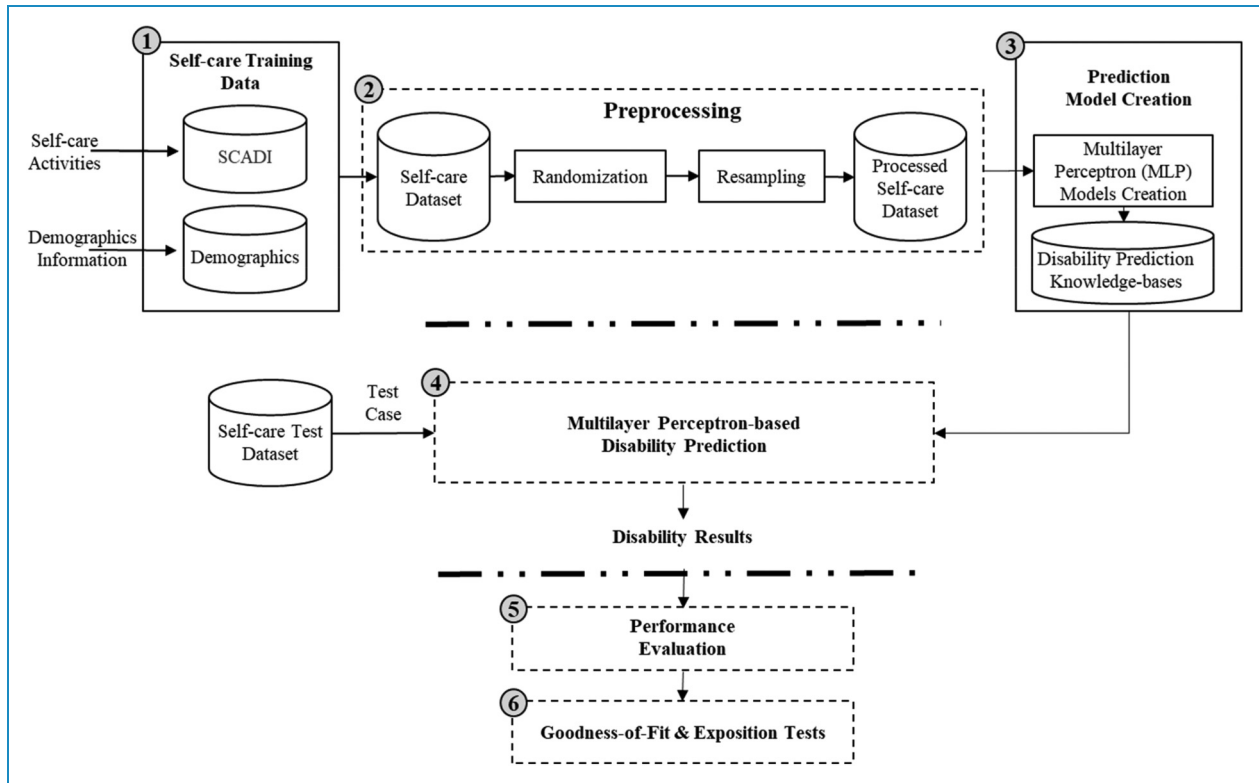 1
Self-care Training
Data
Self-care
Activities
SCADI
Demographics
Information
Demographics
2
Preprocessing
Self-care
Dataset
Randomization
Resampling
Processed
Self-care
Dataset
3
Prediction
Model Creation
Multilayer
Perceptron (MLP)
Models Creation
Disability Prediction
Knowledge-bases
Self-care Test
Dataset
Test
Case
4
Multilayer Perceptron-based
Disability Prediction
Disability Results
5
Performance
Evaluation
6
Goodness-of-Fit & Exposition Tests